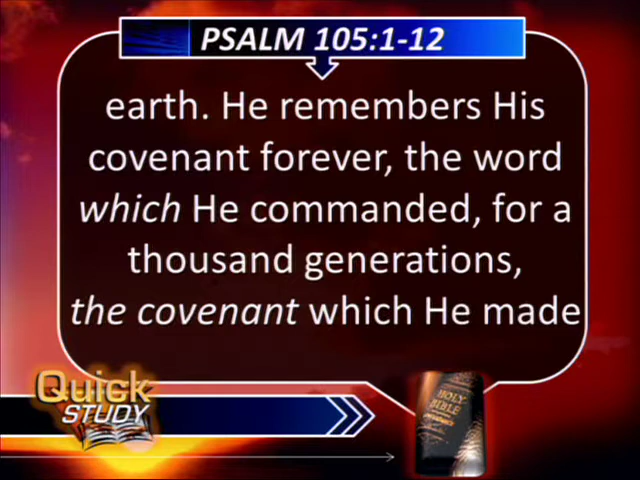 PSALM 105:1-12
earth. He remembers His
covenant forever, the word
which He commanded, for a
thousand generations,
the covenant which He made
Quick
STUDY
HOLY
BIBLE